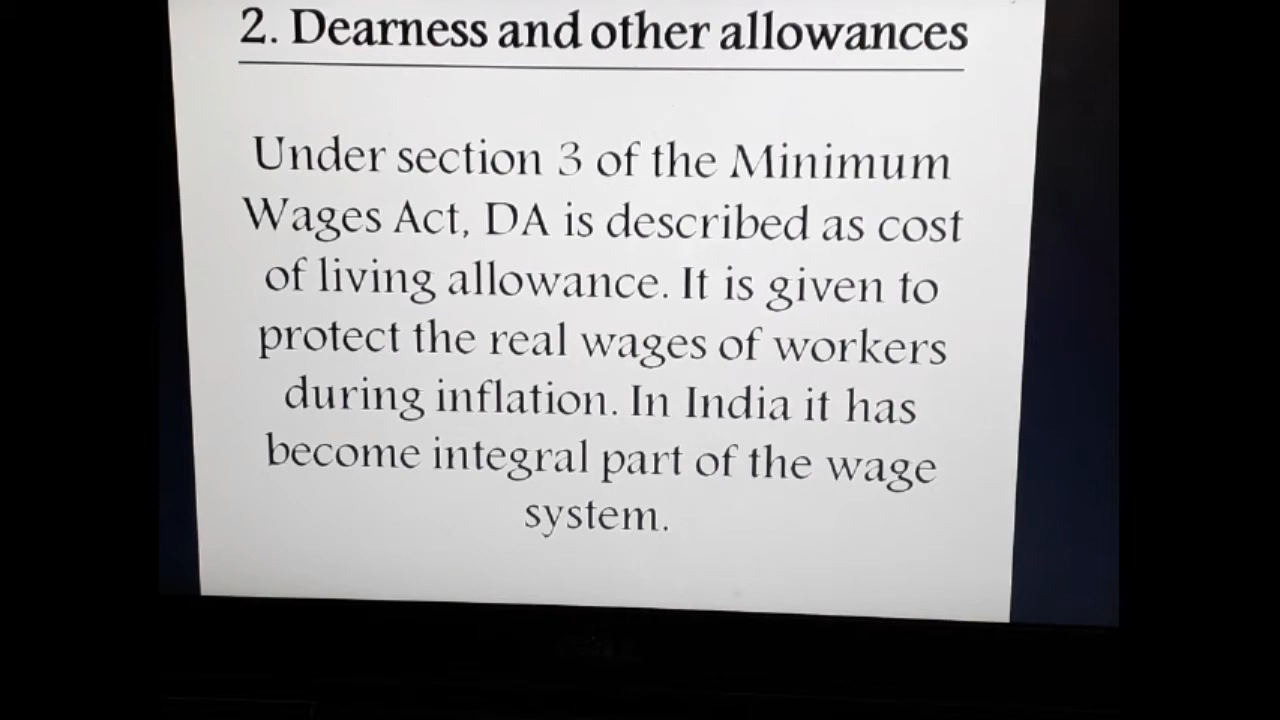 2. Dearness and other allowances
Under section 3 of the Minimum
Wages Act, DA is described as cost
of living allowance. It is given to
protect the real wages of workers
during inflation. In India it has
become integral part of the wage
system.